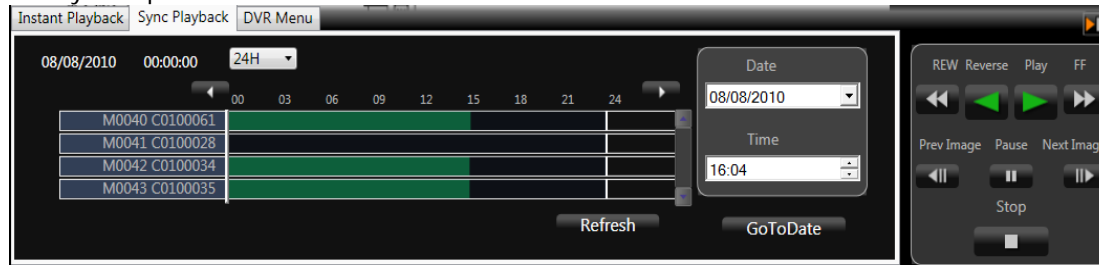 Instant Playback Sync Playback DVR Menu
08/08/2010 00:00:00 24H
00 03 06 09 12 15 18 21 24
M0040 C0100061
M0041 C0100028
M0042 C0100034
M0043 C0100035
Refresh
Date
08/08/2010
Time
16:04
GoToDate
REW Reverse Play FF
Prev Image Pause Next Imag
Stop